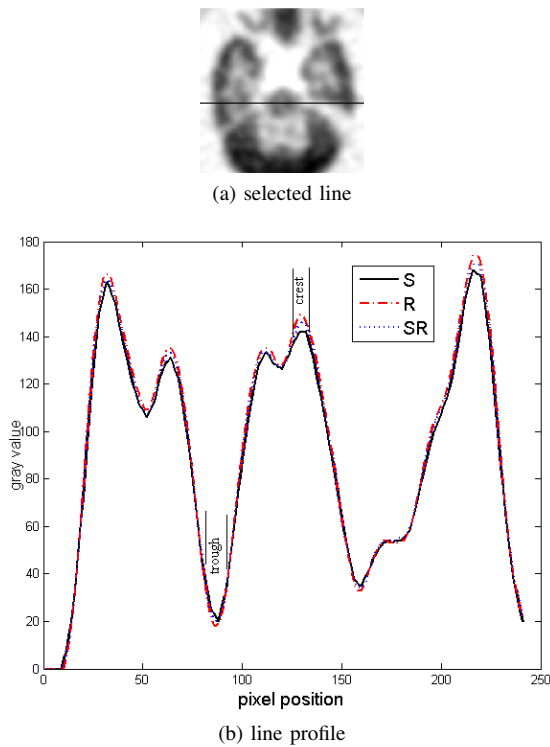 (a) selected line
180
160
140
120
100
80
60
40
20
0
gray value
crest
trough
S
R
SR
0
50
100
150
200
250
pixel position
(b) line profile